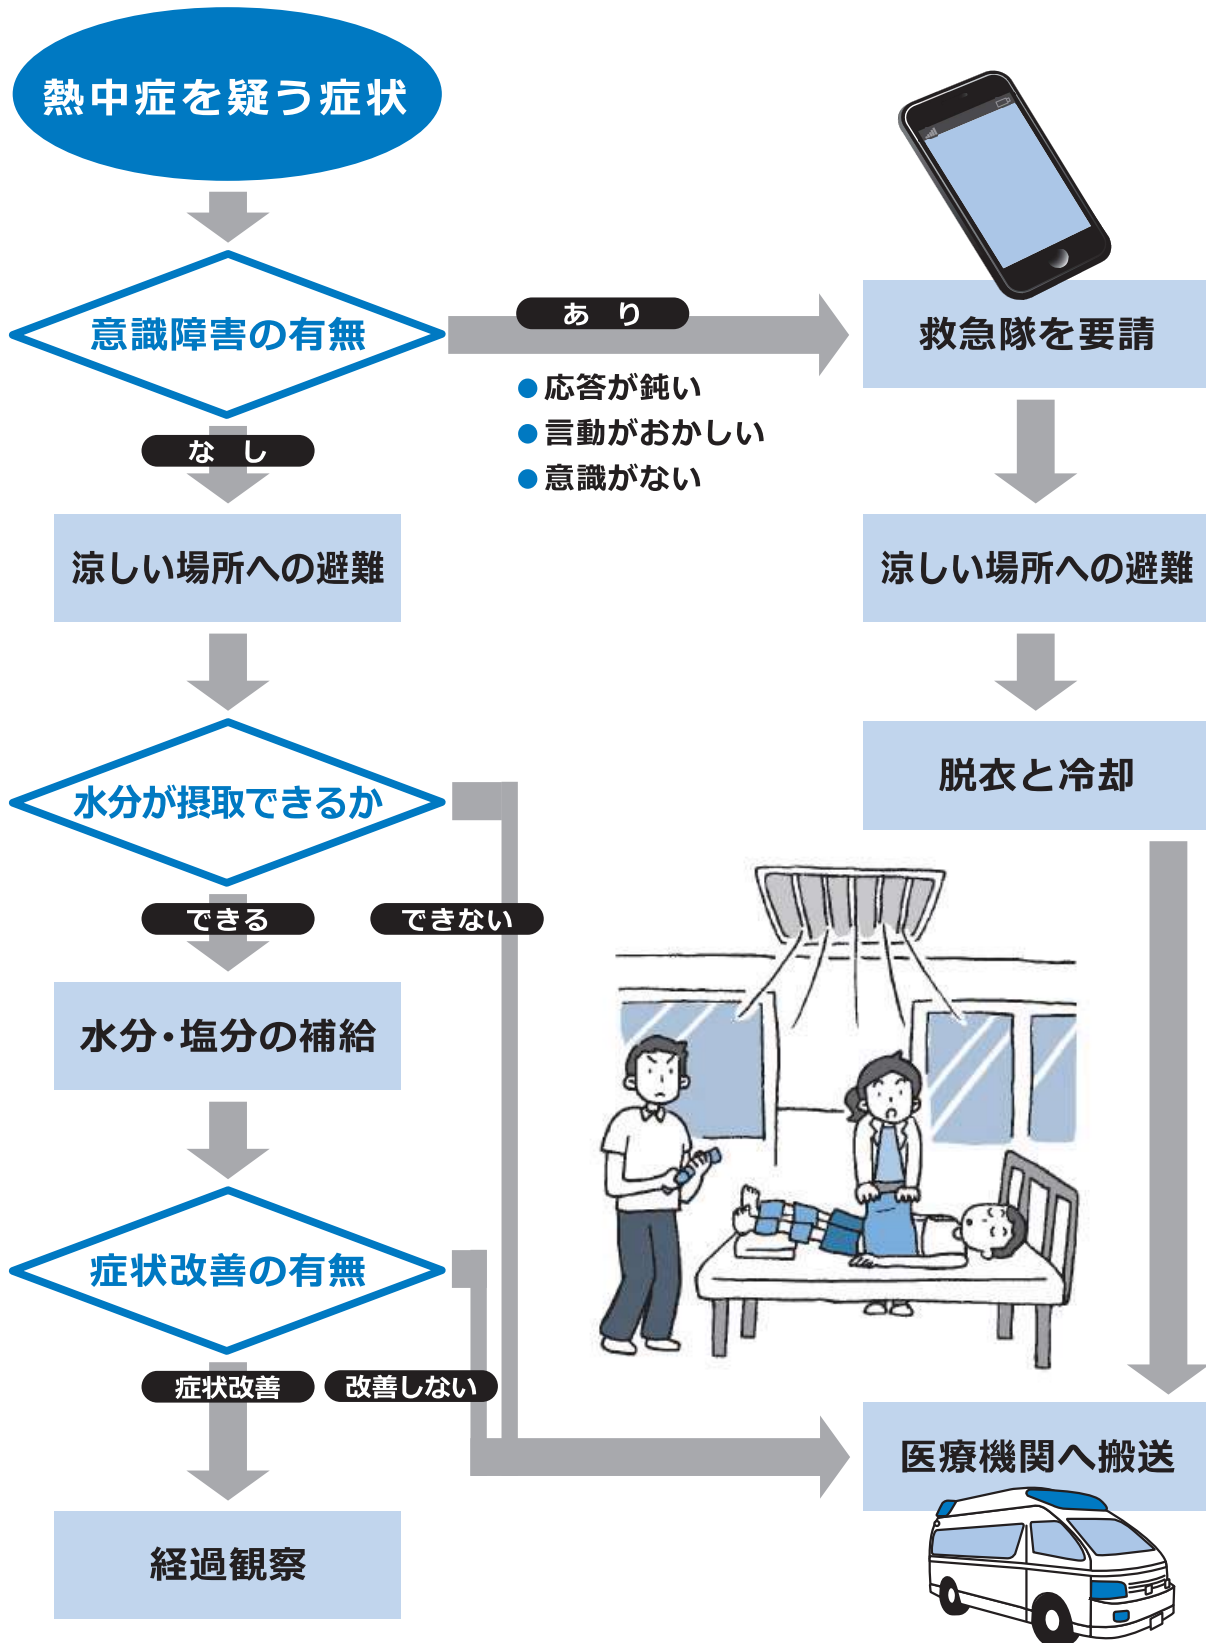 熱中症を疑う症状
意識障害の有無
あり
救急隊を要請
●応答が鈍い
●言動がおかしい
●意識がない
なし
涼しい場所への避難
涼しい場所への避難
水分が摂取できるか
脱衣と冷却
できる
できない
水分・塩分の補給
症状改善の有無
症状改善
改善しない
医療機関へ搬送
経過観察